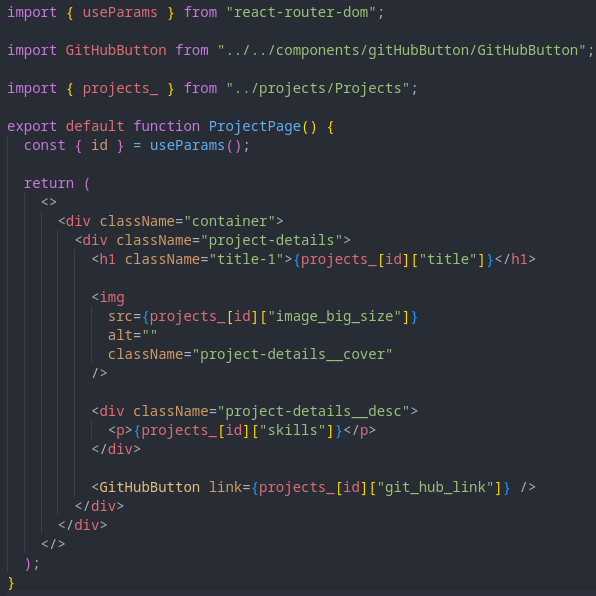 import { useParams } from "react-router-dom";
import GitHubButton from "../../components/gitHubButton/GitHubButton";
import { projects_ } from "../projects/Projects";
export default function ProjectPage() {
  const { id } = useParams();
  return (
    <>
      <div className="container">
        <div className="project-details">
          <h1 className="title-1">{projects_[id]["title"]}</h1>
          <img
            src={projects_[id]["image_big_size"]}
            alt=""
            className="project-details__cover"
          />
          <div className="project-details__desc">
            <p>{projects_[id]["skills"]}</p>
          </div>
          <GitHubButton link={projects_[id]["git_hub_link"]} />
        </div>
      </div>
    </>
  );
}